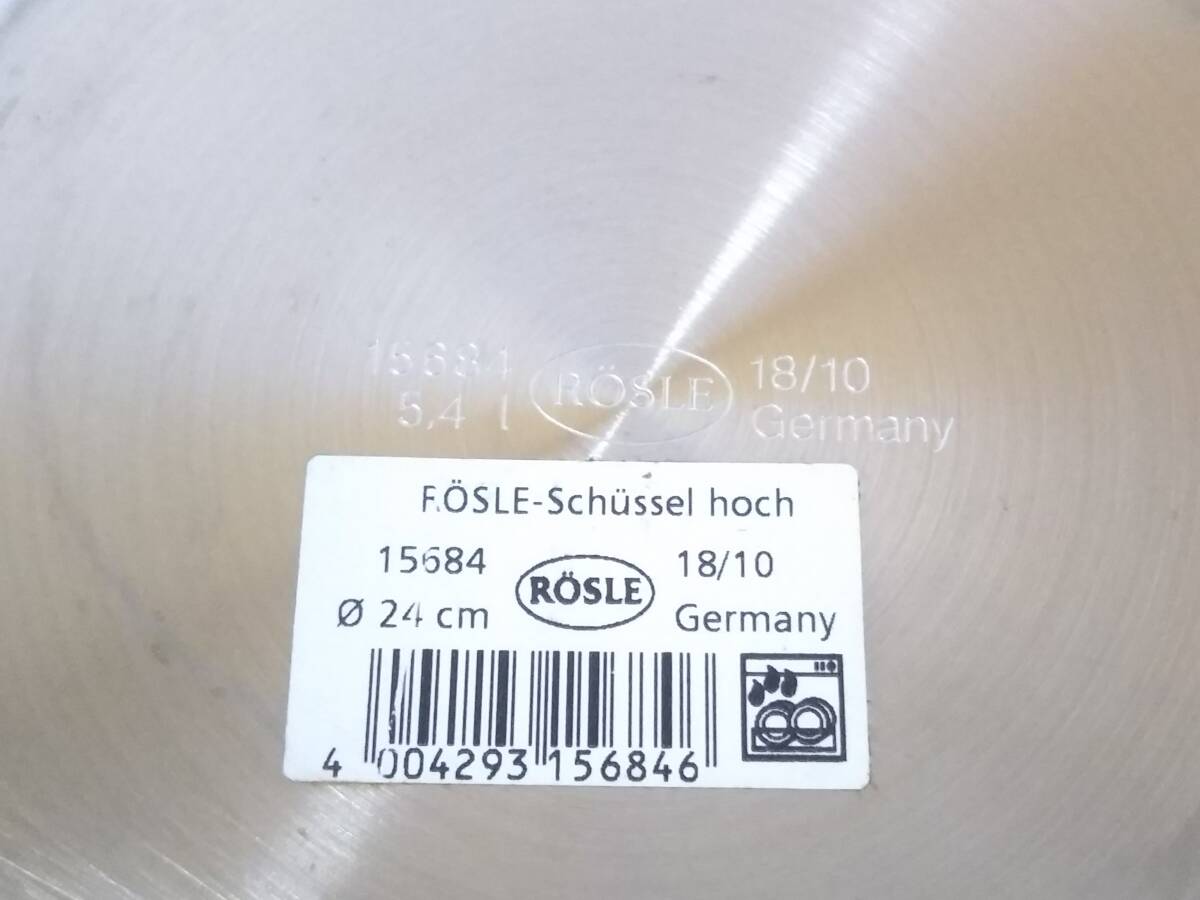 15684 RÖSLE 18/10
5,4 l Germany
RÖSLE-Schüssel hoch
15684 RÖSLE 18/10
Ø 24 cm Germany
4 004293 156846